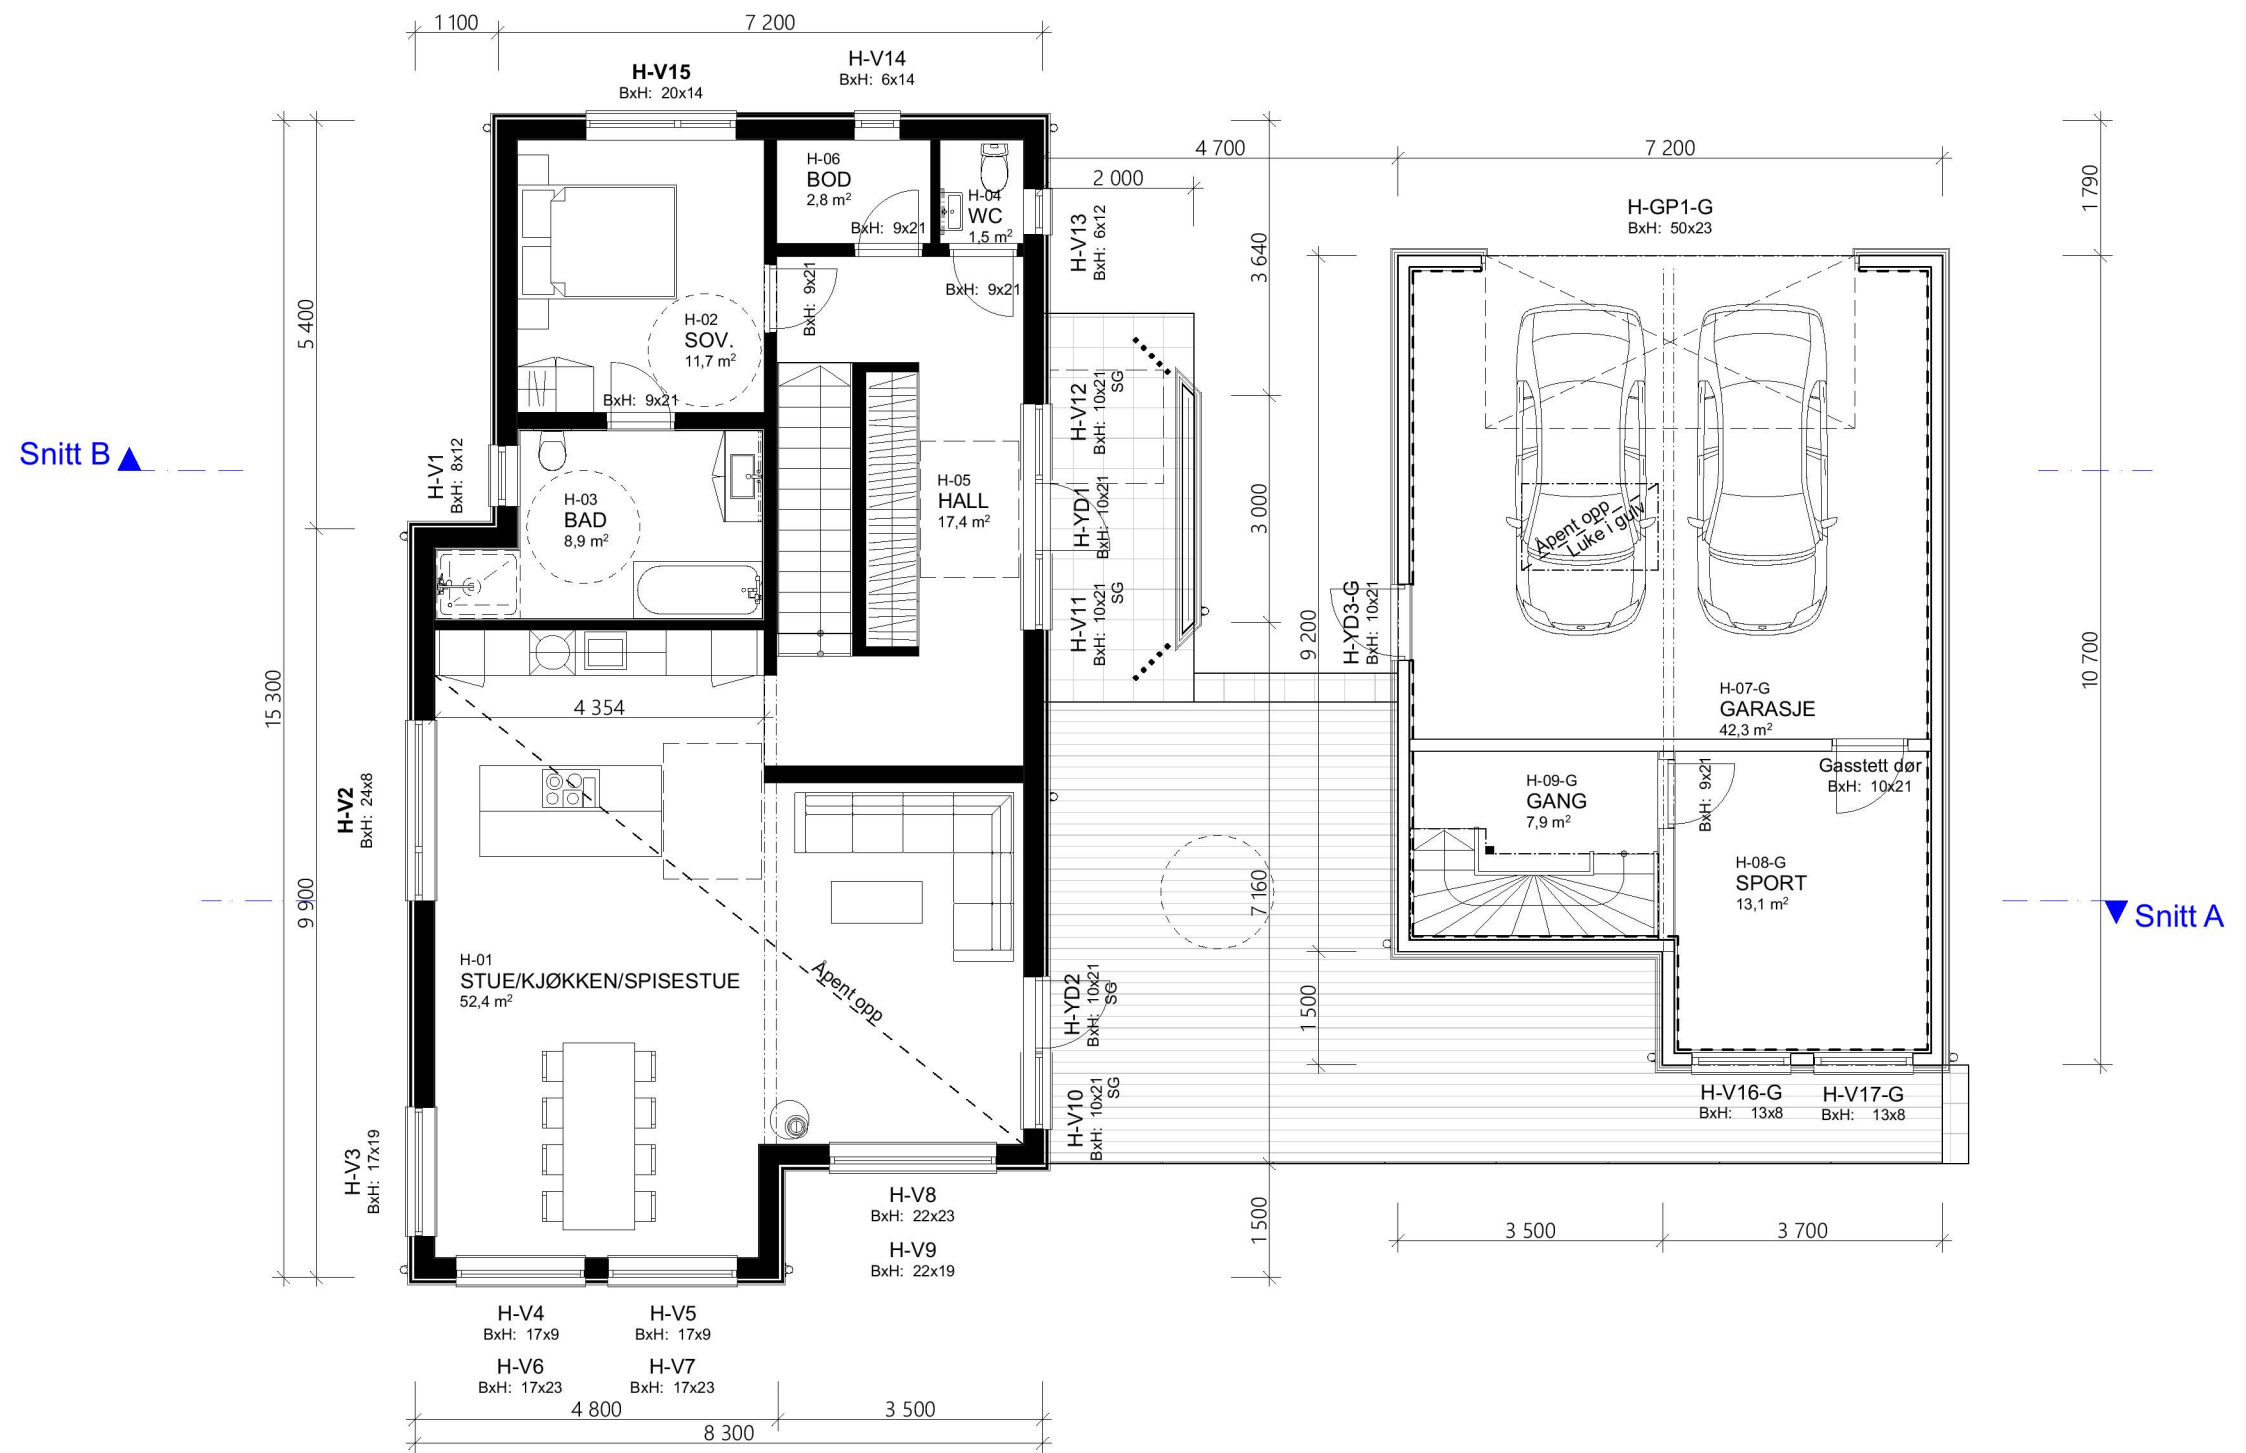 1 100
7 200
H-V15
BxH: 20x14
H-V14
BxH: 6x14
4 700
7 200
2 000
1 790
H-06
BOD
2,8 m²
BxH: 9x21
H-04
WC
1,5 m²
BxH: 9x21
H-V13
BxH: 6x12
3 640
H-GP1-G
BxH: 50x23
BxH: 9x21
H-02
SOV.
11,7 m²
BxH: 9x21
5 400
Snitt B
H-V1
BxH: 8x12
H-03
BAD
8,9 m²
H-05
HALL
17,4 m²
H-V12
BxH: 10x21
SG
H-YD1
BxH: 10x21
H-V11
BxH: 10x21
SG
3 000
Åpent opp
Luke i gulv
H-YD3-G
BxH: 10x21
9 200
10 700
15 300
4 354
H-07-G
GARASJE
42,3 m²
Gasstett dør
BxH: 10x21
BxH: 9x21
H-09-G
GANG
7,9 m²
H-08-G
SPORT
13,1 m²
H-V2
BxH: 24x8
9 900
7 160
Snitt A
H-01
STUE/KJØKKEN/SPISESTUE
52,4 m²
Åpent opp
H-YD2
BxH: 10x21
SG
1 500
H-V10
BxH: 10x21
SG
H-V16-G
BxH: 13x8
H-V17-G
BxH: 13x8
H-V3
BxH: 17x19
H-V8
BxH: 22x23
H-V9
BxH: 22x19
1 500
3 500
3 700
H-V4
BxH: 17x9
H-V5
BxH: 17x9
H-V6
BxH: 17x23
H-V7
BxH: 17x23
4 800
3 500
8 300